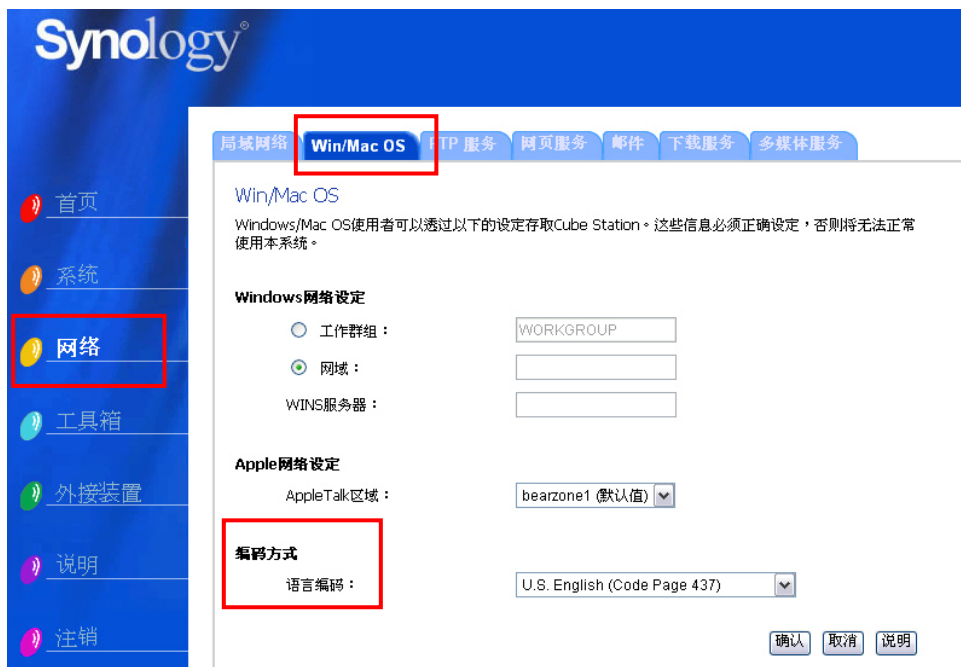 Synology®
局域网络 Win/Mac OS FTP 服务 网页服务 邮件 下载服务 多媒体服务
首页
系统
网络
工具箱
外接装置
说明
注销
Win/Mac OS
Windows/Mac OS使用者可以透过以下的设定存取Cube Station。这些信息必须正确设定，否则将无法正常
使用本系统。
Windows网络设定
工作群组： WORKGROUP
网域：
WINS服务器：
Apple网络设定
AppleTalk区域： bearzone1 (默认值)
编码方式
语言编码： U.S. English (Code Page 437)
确认 取消 说明